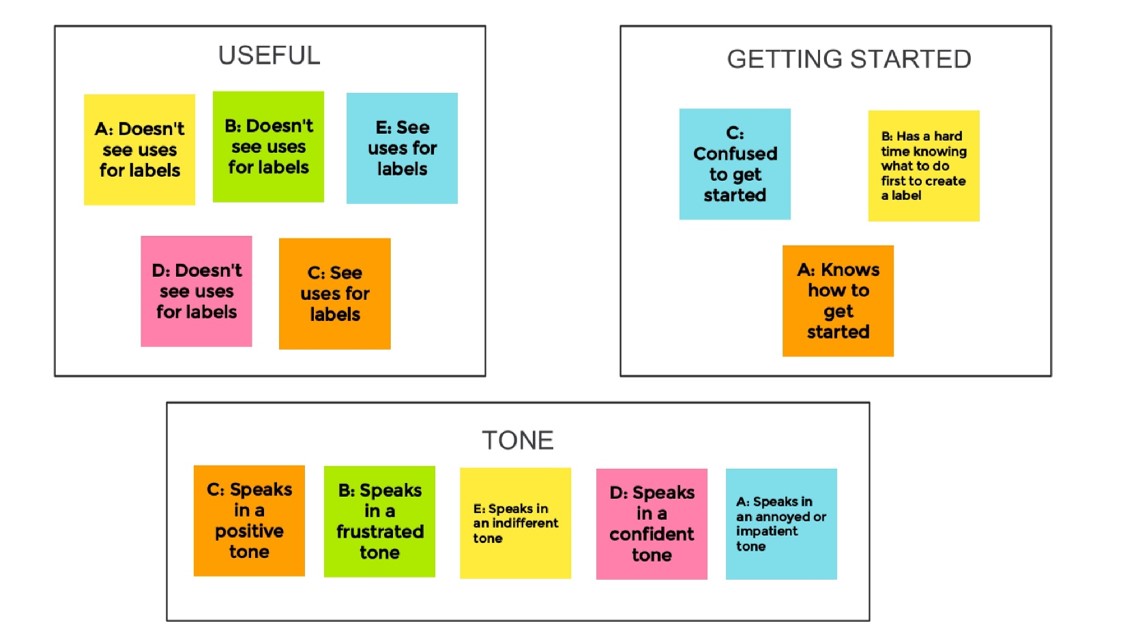 USEFUL
A: Doesn't
see uses
for labels
B: Doesn't
see uses
for labels
E: See
uses for
labels
D: Doesn't
see uses
for labels
C: See
uses for
labels
GETTING STARTED
C:
Confused
to get
started
B: Has a hard
time knowing
what to do
first to create
a label
A: Knows
how to
get
started
TONE
C: Speaks
in a
positive
tone
B: Speaks
in a
frustrated
tone
E: Speaks in
an indifferent
tone
D: Speaks
in a
confident
tone
A: Speaks in
an annoyed or
impatient
tone